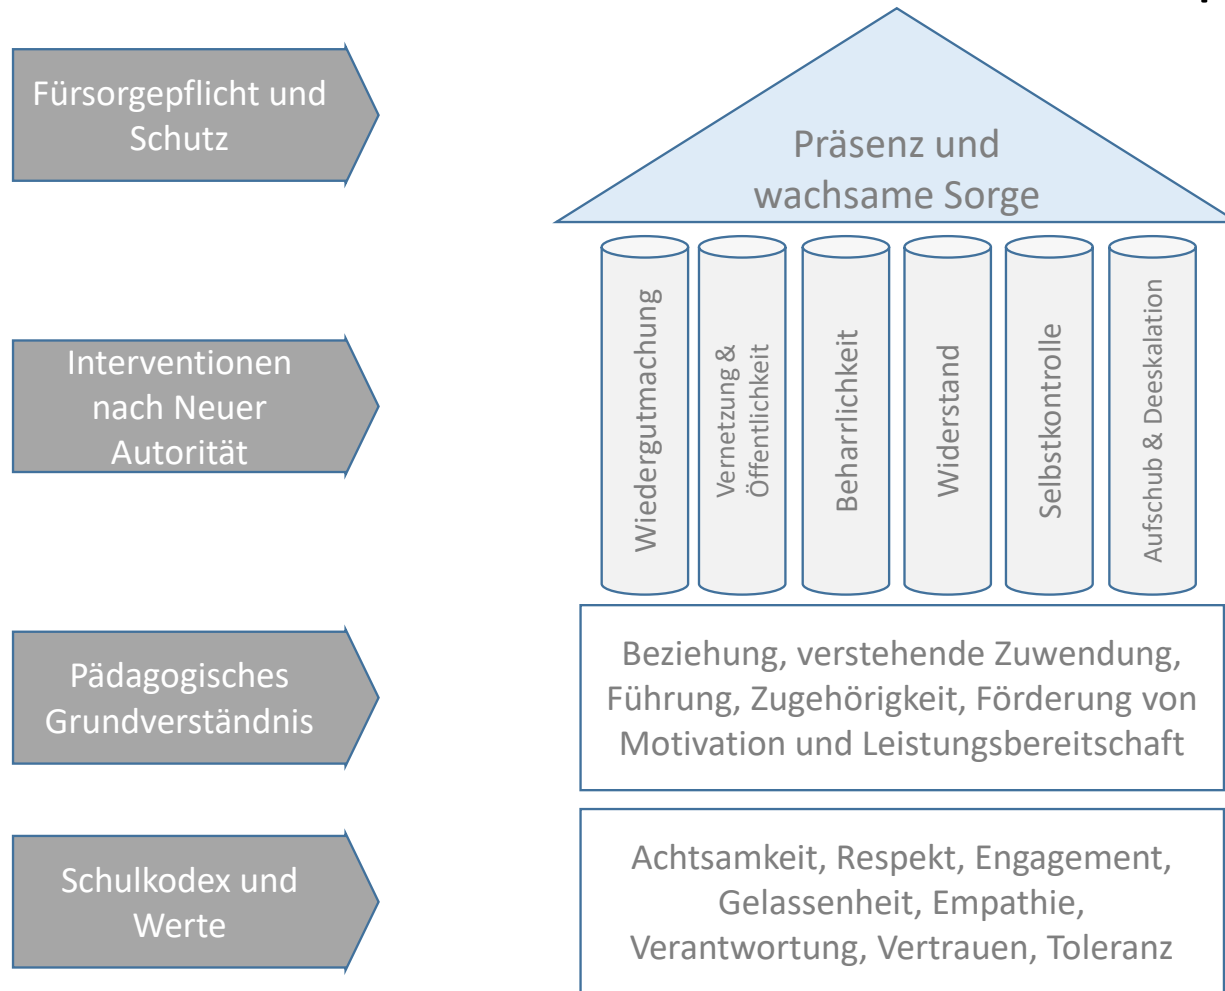 Fürsorgepflicht und
Schutz
Präsenz und
wachsame Sorge
Interventionen
nach Neuer
Autorität
Wiedergutmachung
Vernetzung &
Öffentlichkeit
Beharrlichkeit
Widerstand
Selbstkontrolle
Aufschub & Deeskalation
Pädagogisches
Grundverständnis
Beziehung, verstehende Zuwendung,
Führung, Zugehörigkeit, Förderung von
Motivation und Leistungsbereitschaft
Schulkodex und
Werte
Achtsamkeit, Respekt, Engagement,
Gelassenheit, Empathie,
Verantwortung, Vertrauen, Toleranz